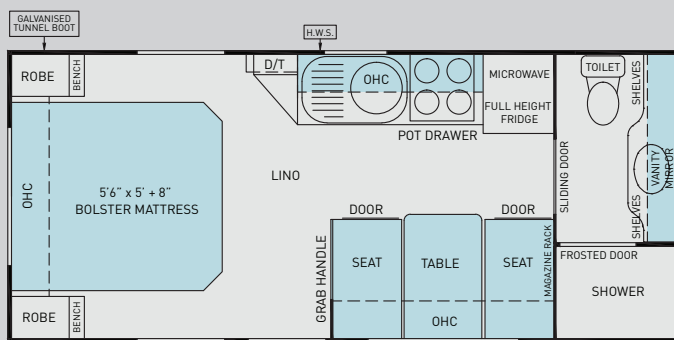 GALVANISED
TUNNEL BOOT
H.W.S.
ROBE
BENCH
D/T
OHC
MICROWAVE
FULL HEIGHT
FRIDGE
POT DRAWER
TOILET
SHELVES
VANITY
MIRROR
SHELVES
SLIDING DOOR
OHC
5'6" x 5' + 8"
BOLSTER MATTRESS
LINO
DOOR
DOOR
GRAB HANDLE
SEAT
TABLE
SEAT
MAGAZINE RACK
OHC
FROSTED DOOR
SHOWER
ROBE
BENCH